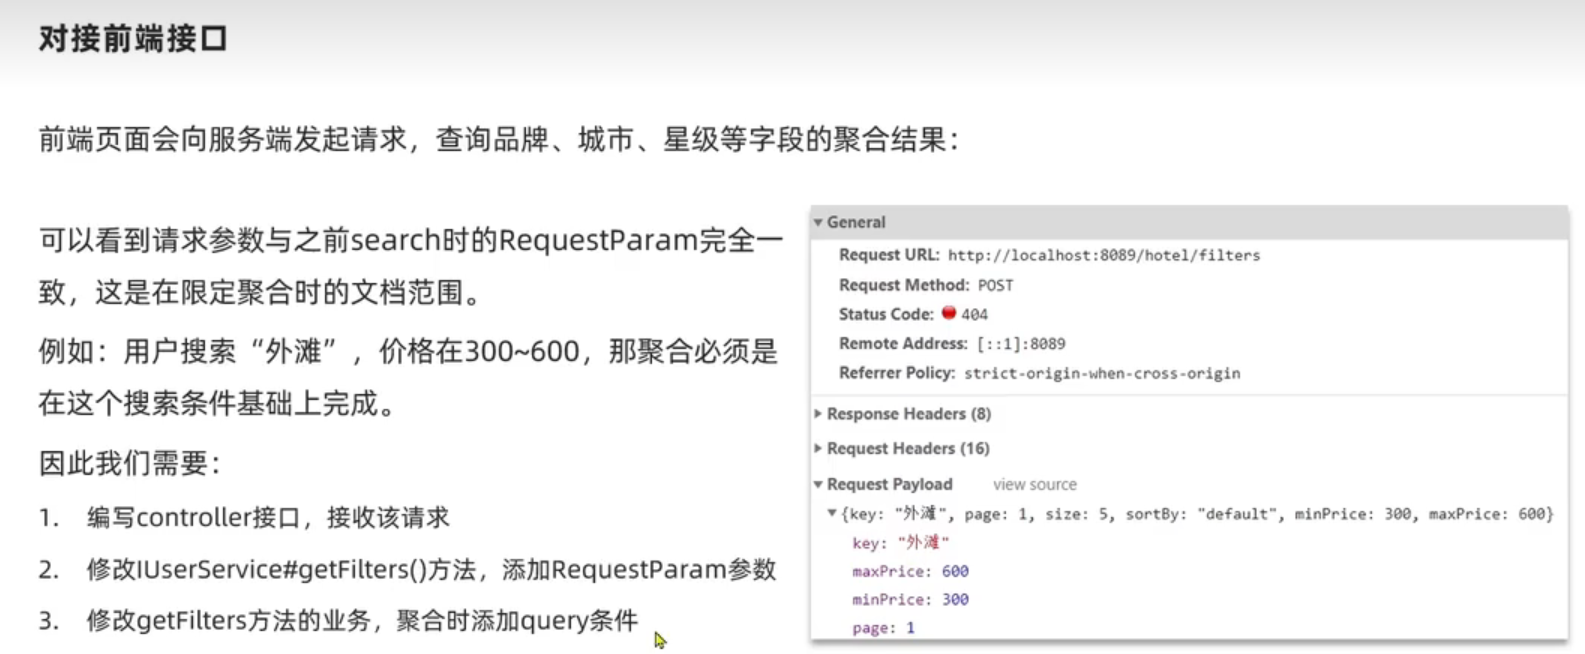 对接前端接口
前端页面会向服务端发起请求，查询品牌、城市、星级等字段的聚合结果：
可以看到请求参数与之前search时的RequestParam完全一
致，这是在限定聚合时的文档范围。
例如：用户搜索“外滩”，价格在300~600，那聚合必须是
在这个搜索条件基础上完成。
因此我们需要：
1. 编写controller接口，接收该请求
2. 修改IUserService#getFilters()方法，添加RequestParam参数
3. 修改getFilters方法的业务，聚合时添加query条件
General
Request URL: http://localhost:8089/hotel/filters
Request Method: POST
Status Code: 404
Remote Address: [::1]:8089
Referrer Policy: strict-origin-when-cross-origin
Response Headers (8)
Request Headers (16)
Request Payload view source
{key: "外滩", page: 1, size: 5, sortBy: "default", minPrice: 300, maxPrice: 600}
key: "外滩"
maxPrice: 600
minPrice: 300
page: 1